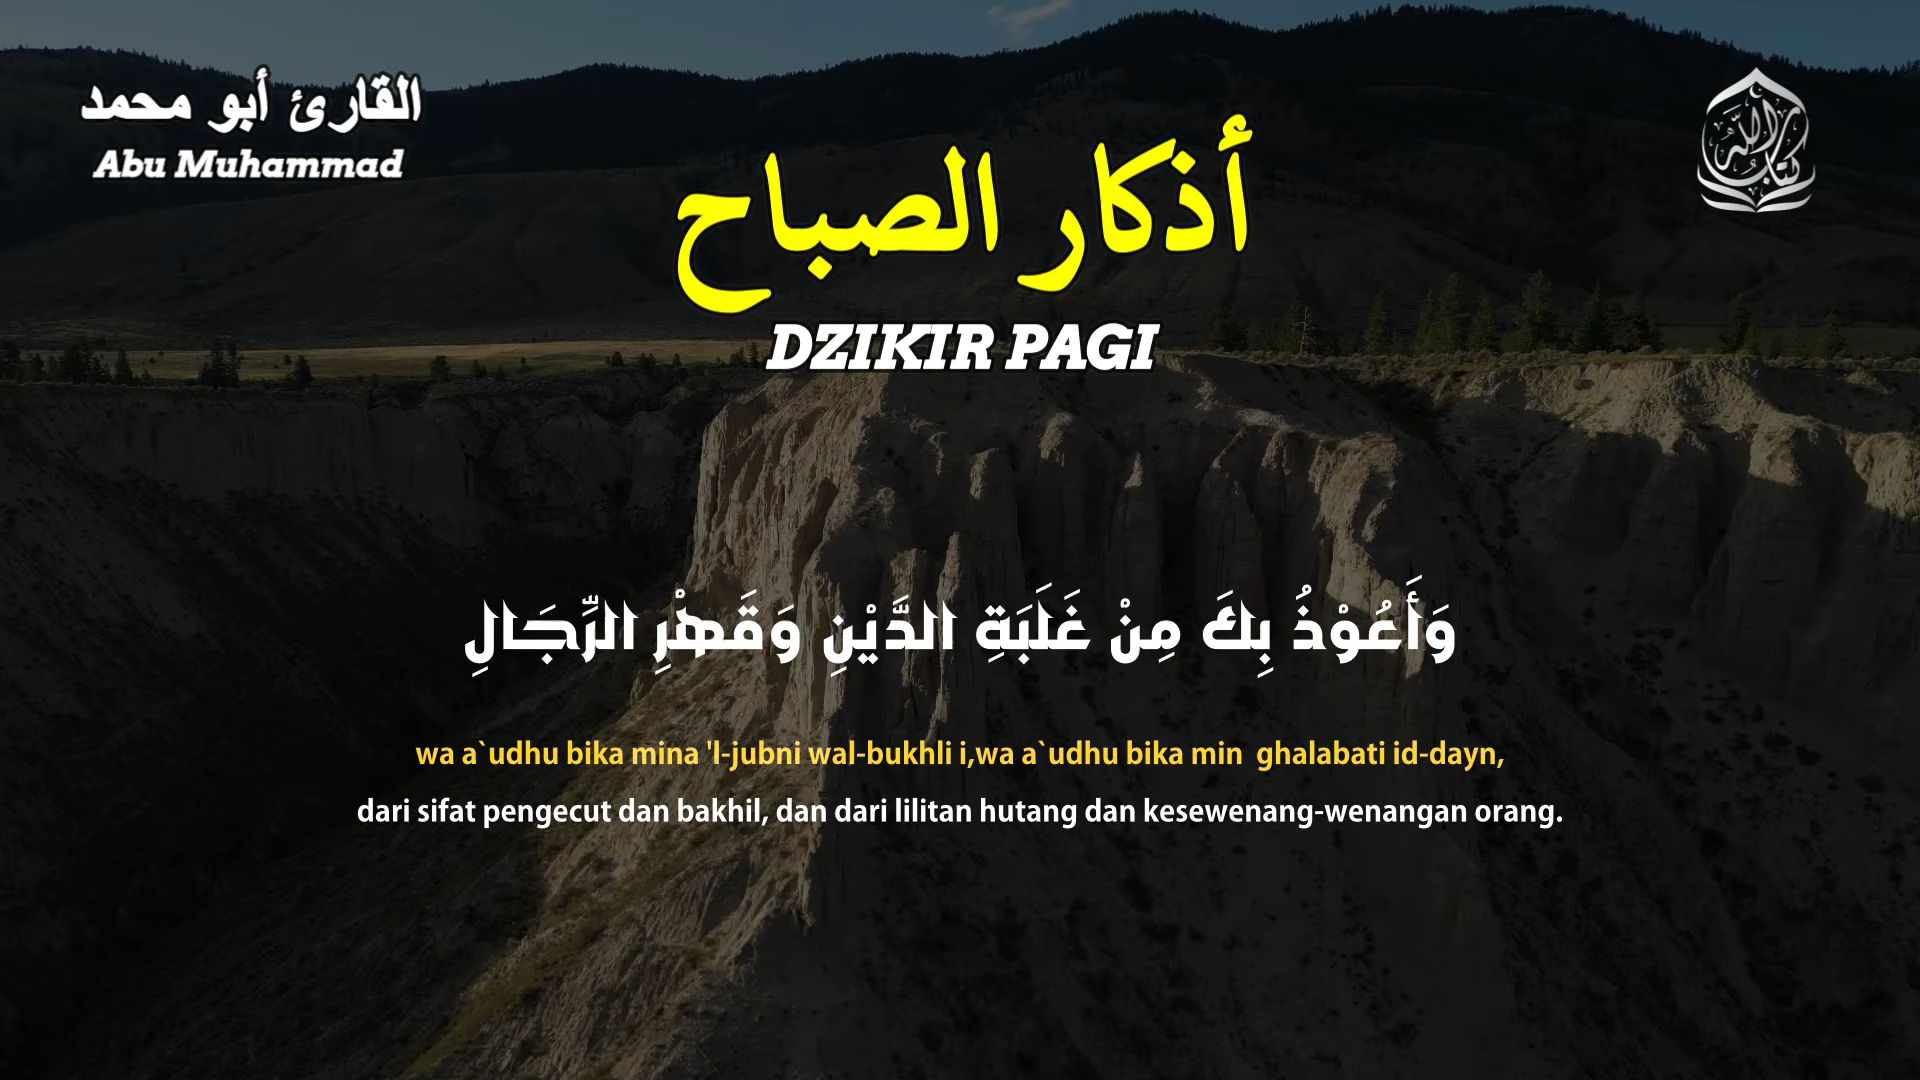 القارئ أبو محمد
Abu Muhammad
أذكار الصباح
DZIKIR PAGI
كتاب الله
وَأَعُوْذُ بِكَ مِنْ غَلَبَةِ الدَّيْنِ وَقَهْرِ الرِّجَالِ
wa a`udhu bika mina 'l-jubni wal-bukhli i,wa a`udhu bika min  ghalabati id-dayn,
dari sifat pengecut dan bakhil, dan dari lilitan hutang dan kesewenang-wenangan orang.